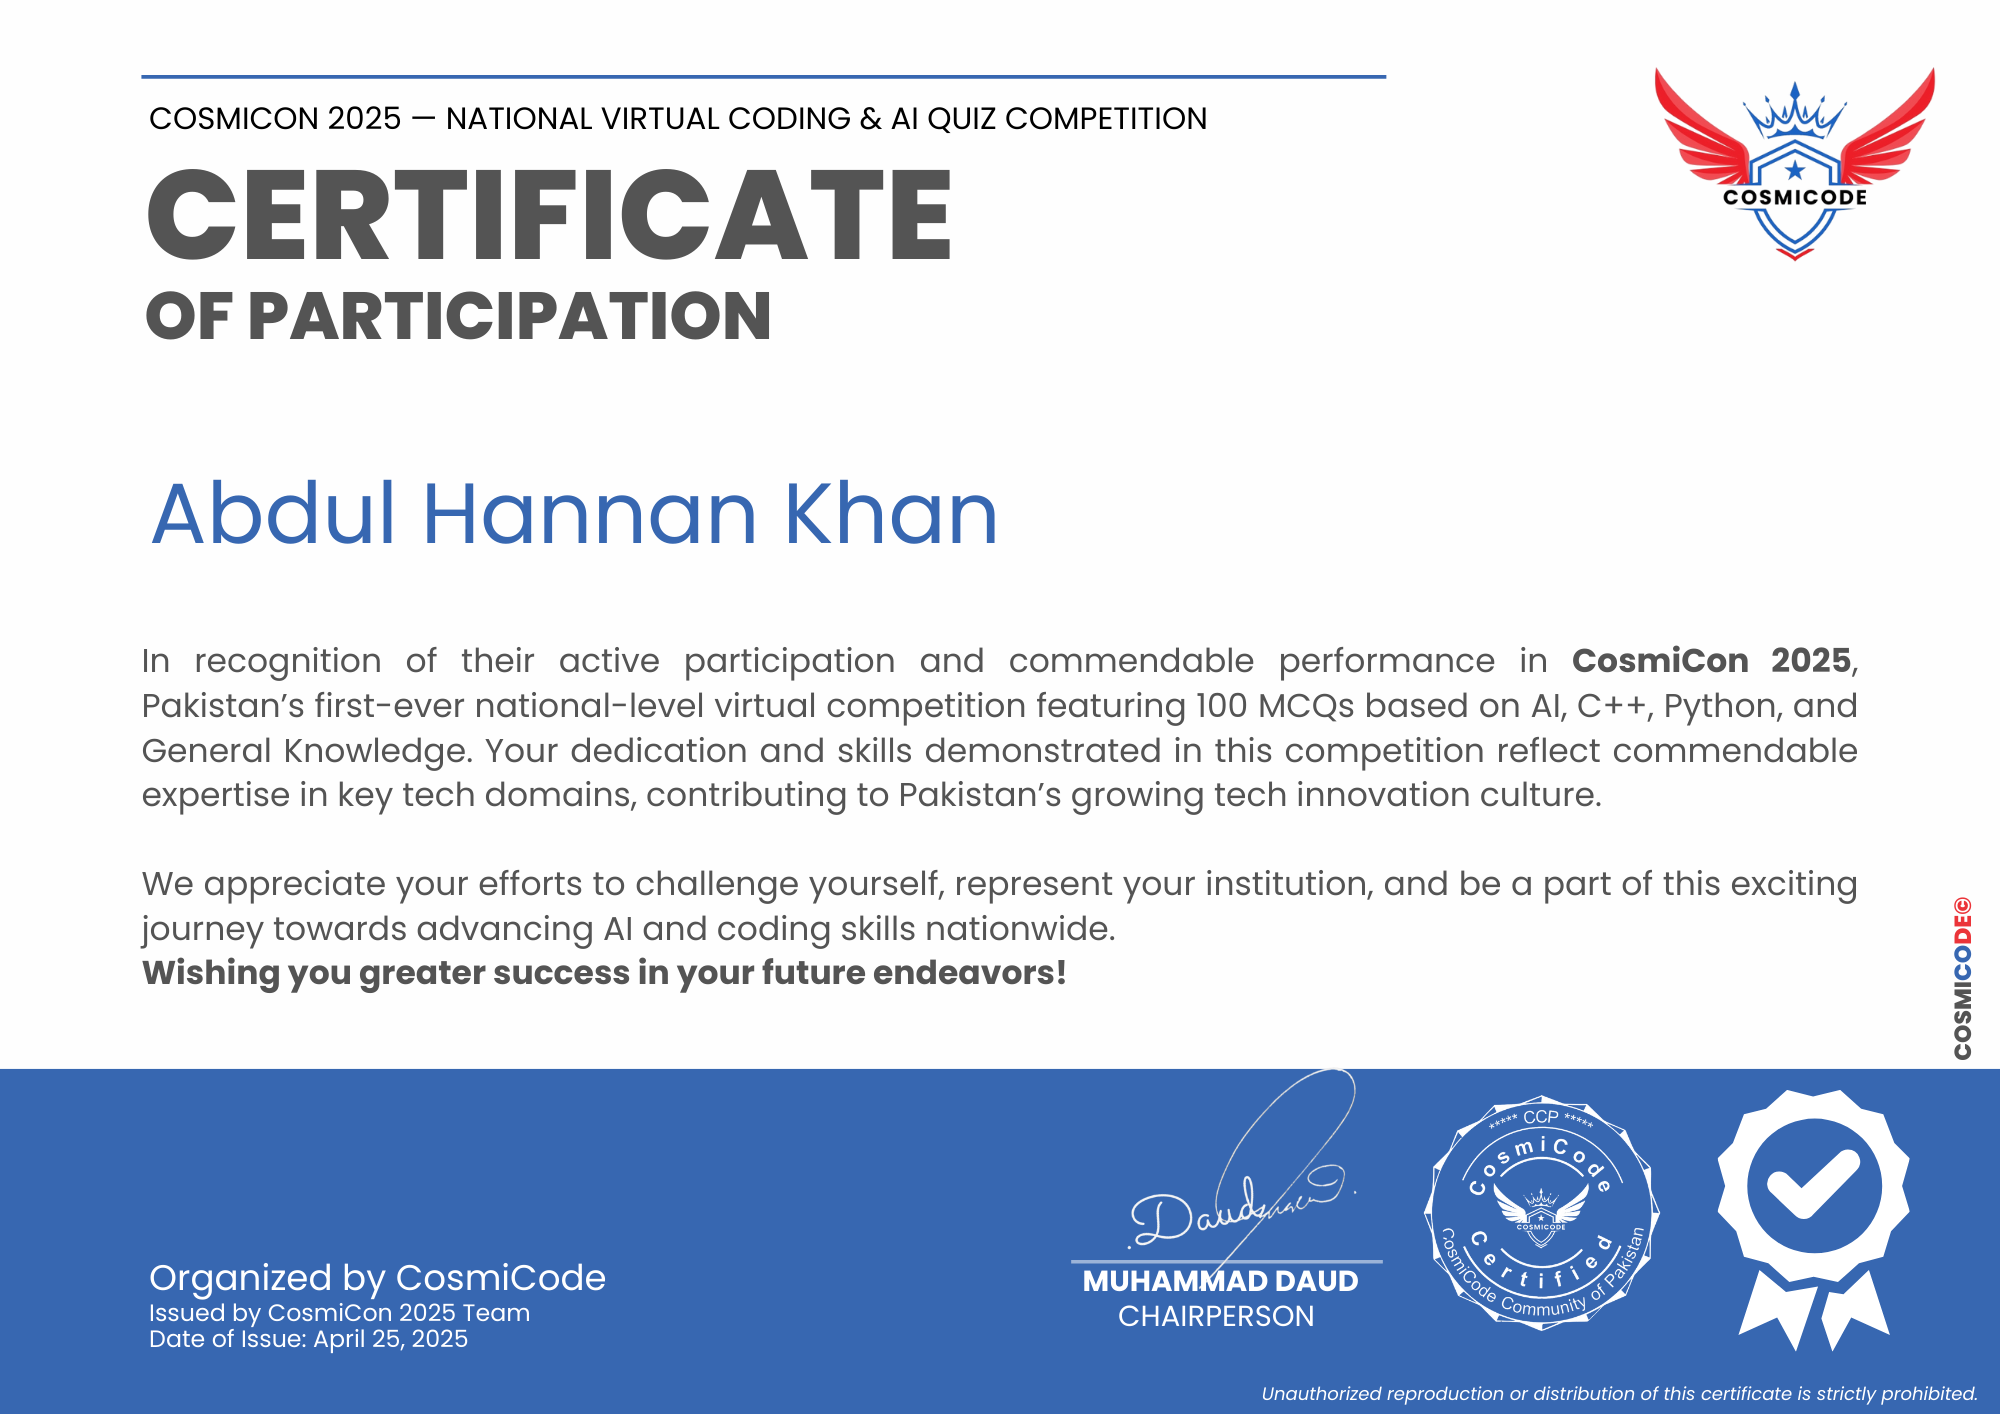 COSMICON 2025 — NATIONAL VIRTUAL CODING & AI QUIZ COMPETITION
COSMICODE
CERTIFICATE
OF PARTICIPATION
Abdul Hannan Khan
In recognition of their active participation and commendable performance in CosmiCon 2025,
Pakistan’s first-ever national-level virtual competition featuring 100 MCQs based on AI, C++, Python, and
General Knowledge. Your dedication and skills demonstrated in this competition reflect commendable
expertise in key tech domains, contributing to Pakistan’s growing tech innovation culture.
We appreciate your efforts to challenge yourself, represent your institution, and be a part of this exciting
journey towards advancing AI and coding skills nationwide.
Wishing you greater success in your future endeavors!
COSMICODE©
Organized by CosmiCode
Issued by CosmiCon 2025 Team
Date of Issue: April 25, 2025
MUHAMMAD DAUD
CHAIRPERSON
***** CCP *****
CosmiCode
COSMICODE
Certified
CosmiCode Community of Pakistan
Unauthorized reproduction or distribution of this certificate is strictly prohibited.